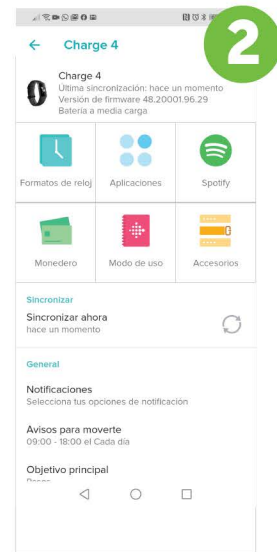 2
Charge 4
Charge 4
Última sincronización: hace un momento
Versión de firmware 48.20001.96.29
Batería a media carga
Formatos de reloj
Aplicaciones
Spotify
Monedero
Modo de uso
Accesorios
Sincronizar
Sincronizar ahora
hace un momento
General
Notificaciones
Selecciona tus opciones de notificación
Avisos para moverte
09:00 - 18:00 el Cada día
Objetivo principal